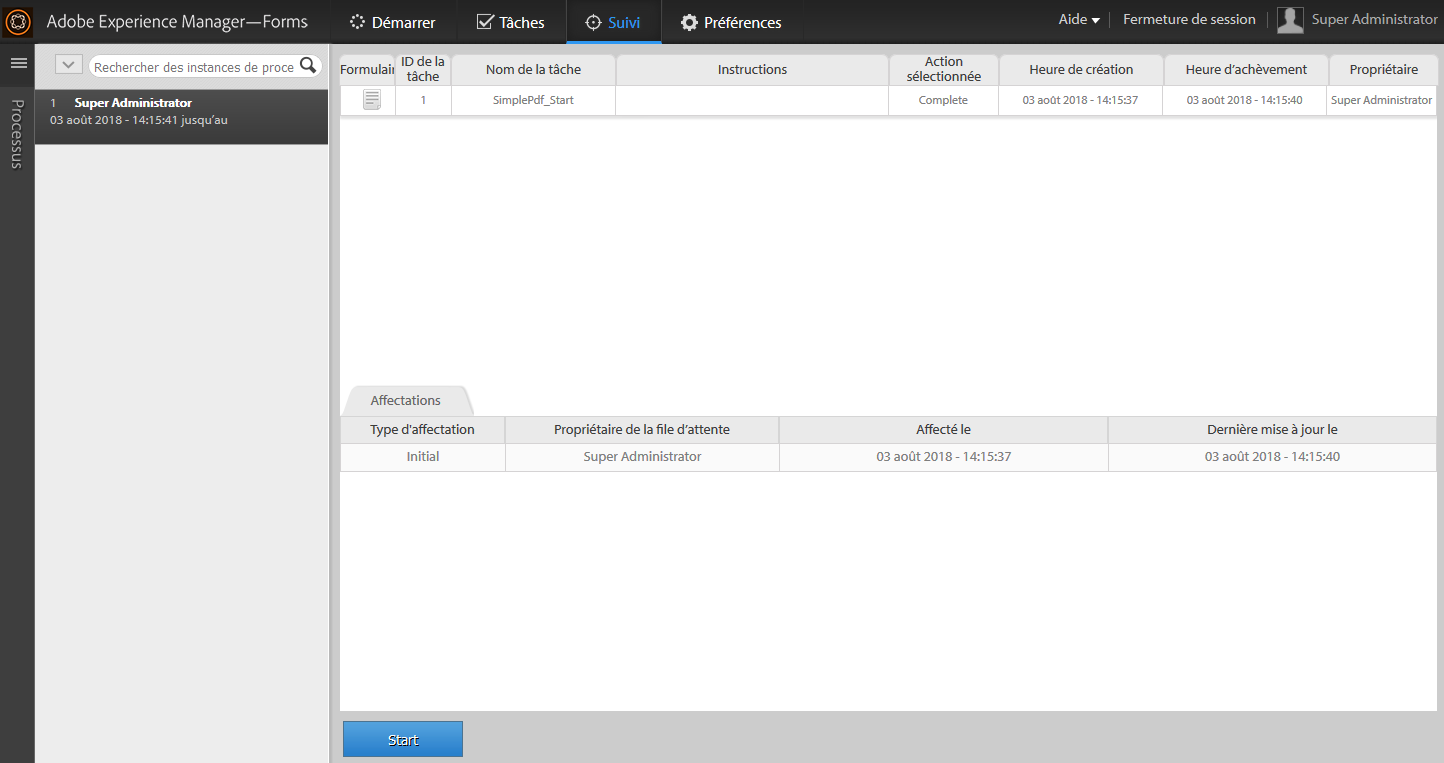 Adobe Experience Manager—Forms
Démarrer
Tâches
Suivi
Préférences
Aide
Fermeture de session
Super Administrator
Processus
Rechercher des instances de proce
1 Super Administrator
03 août 2018 - 14:15:41 jusqu'au
Formulair
ID de la
tâche
Nom de la tâche
Instructions
Action
sélectionnée
Heure de création
Heure d'achèvement
Propriétaire
1
SimplePdf_Start
Complete
03 août 2018 - 14:15:37
03 août 2018 - 14:15:40
Super Administrator
Affectations
Type d'affectation
Propriétaire de la file d'attente
Affecté le
Dernière mise à jour le
Initial
Super Administrator
03 août 2018 - 14:15:37
03 août 2018 - 14:15:40
Start